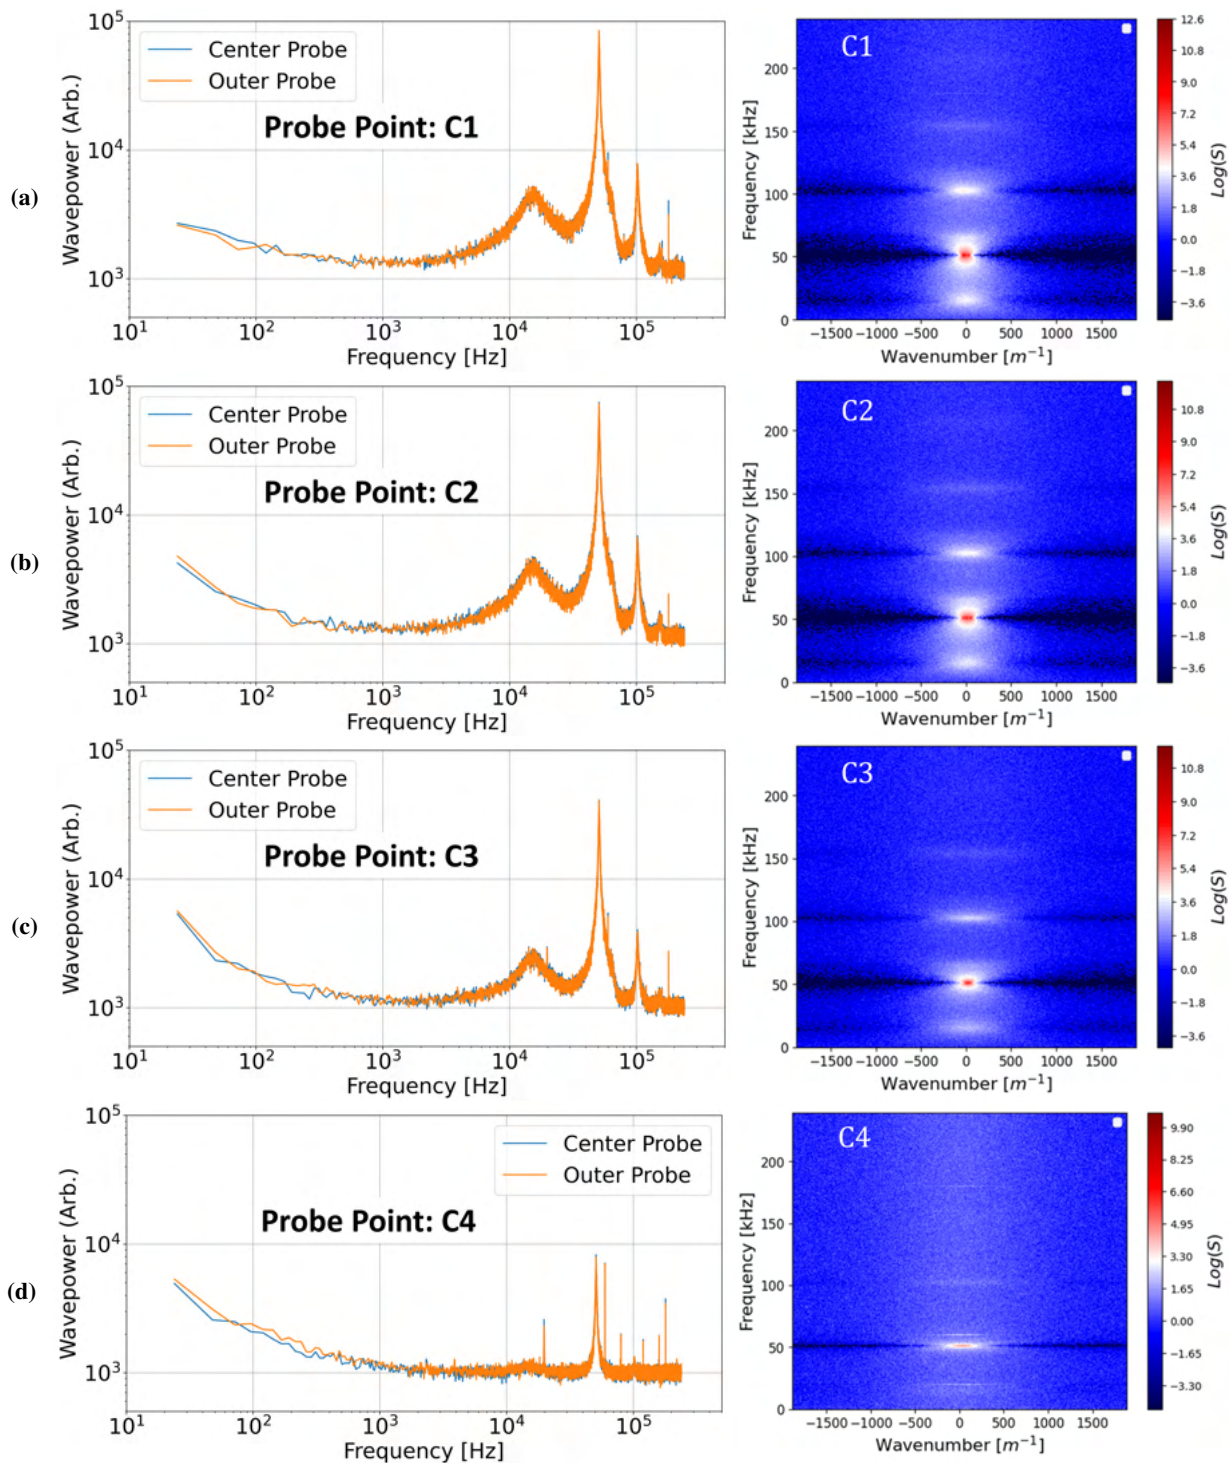 (a)
10^5
10^4
10^3
Wavepower (Arb.)
Center Probe
Outer Probe
Probe Point: C1
10^1 10^2 10^3 10^4 10^5
Frequency [Hz]
C1
200
150
100
50
0
Frequency [kHz]
−1500 −1000 −500 0 500 1000 1500
Wavenumber [m^{-1}]
12.6
10.8
9.0
7.2
5.4
3.6
1.8
0.0
−1.8
−3.6
Log(S)
(b)
10^5
10^4
10^3
Wavepower (Arb.)
Center Probe
Outer Probe
Probe Point: C2
10^1 10^2 10^3 10^4 10^5
Frequency [Hz]
C2
200
150
100
50
0
Frequency [kHz]
−1500 −1000 −500 0 500 1000 1500
Wavenumber [m^{-1}]
10.8
9.0
7.2
5.4
3.6
1.8
0.0
−1.8
−3.6
Log(S)
(c)
10^5
10^4
10^3
Wavepower (Arb.)
Center Probe
Outer Probe
Probe Point: C3
10^1 10^2 10^3 10^4 10^5
Frequency [Hz]
C3
200
150
100
50
0
Frequency [kHz]
−1500 −1000 −500 0 500 1000 1500
Wavenumber [m^{-1}]
10.8
9.0
7.2
5.4
3.6
1.8
0.0
−1.8
−3.6
Log(S)
(d)
10^5
10^4
10^3
Wavepower (Arb.)
Center Probe
Outer Probe
Probe Point: C4
10^1 10^2 10^3 10^4 10^5
Frequency [Hz]
C4
200
150
100
50
0
Frequency [kHz]
−1500 −1000 −500 0 500 1000 1500
Wavenumber [m^{-1}]
9.90
8.25
6.60
4.95
3.30
1.65
0.00
−1.65
−3.30
Log(S)